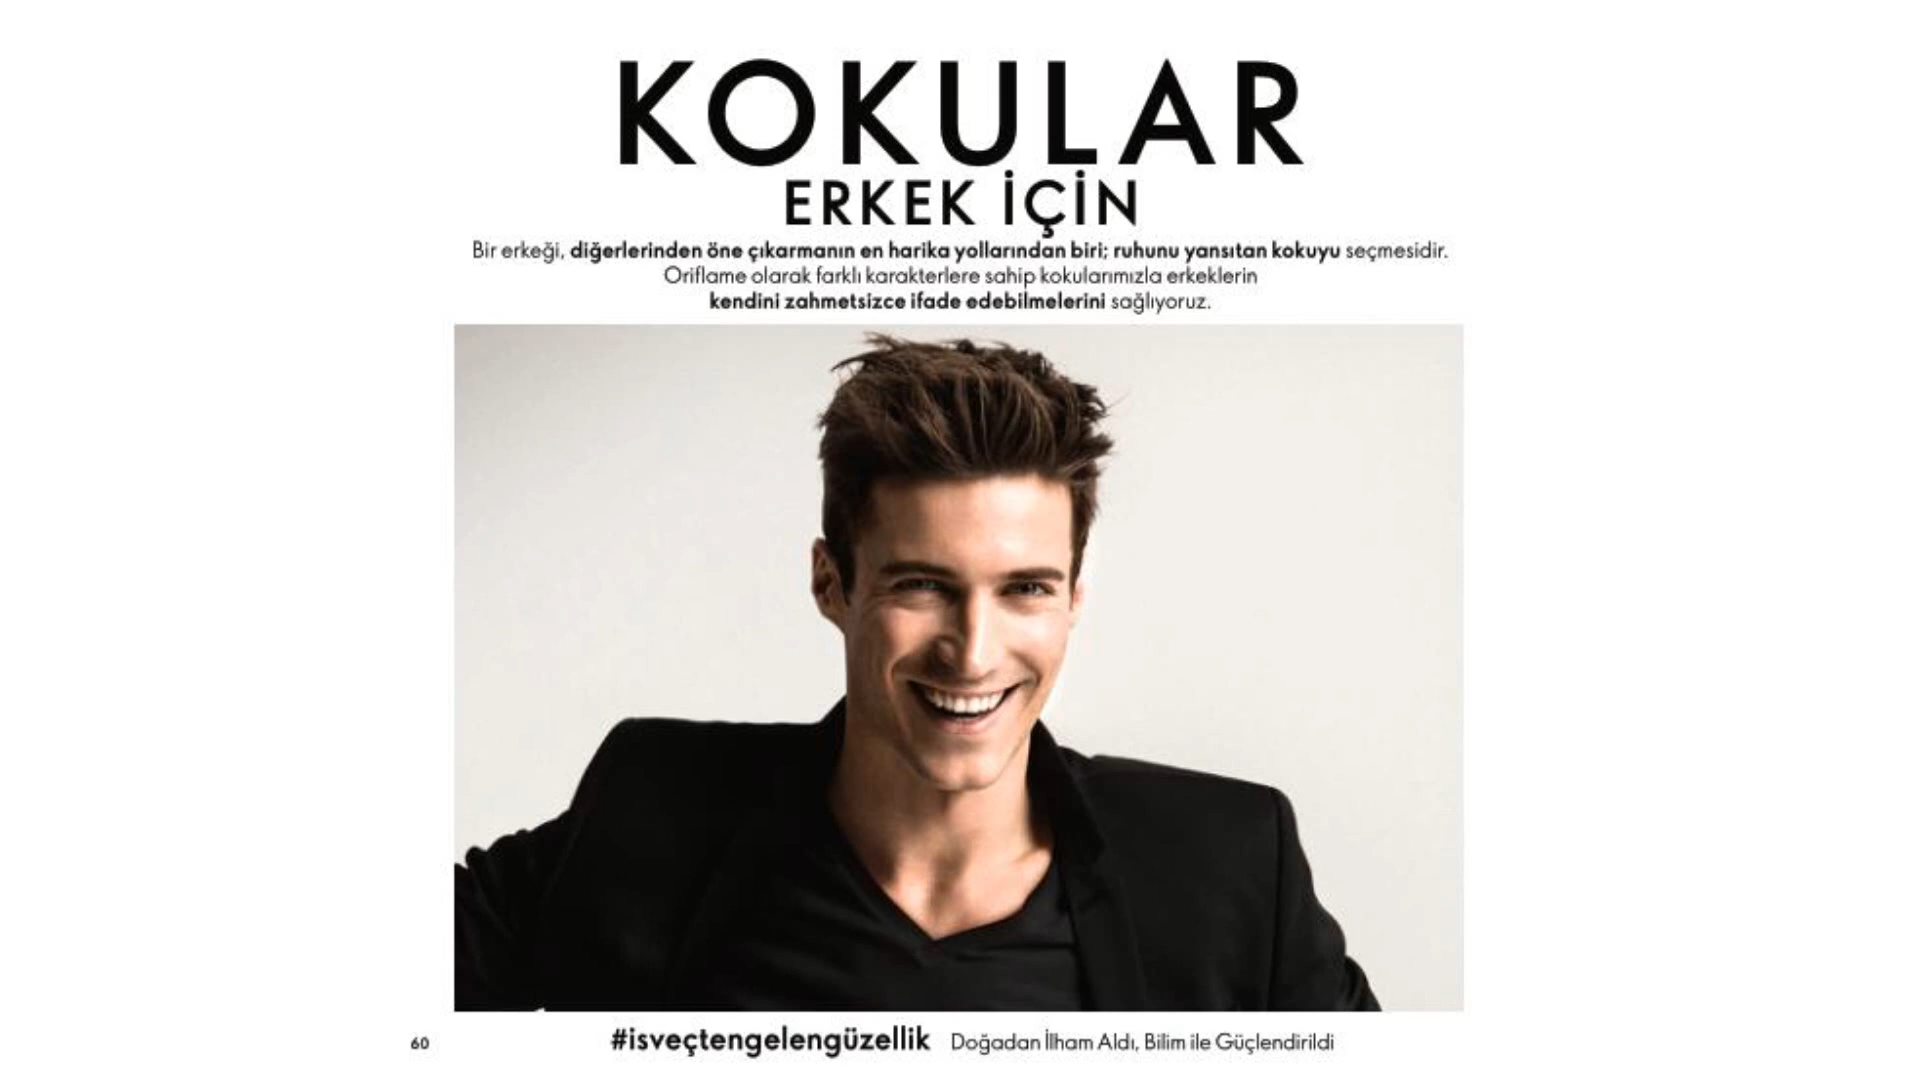 KOKULAR
ERKEK İÇİN
Bir erkeği, diğerlerinden öne çıkarmanın en harika yollarından biri; ruhunu yansıtan kokuyu seçmesidir.
Oriflame olarak farklı karakterlere sahip kokularımızla erkeklerin
kendini zahmetsizce ifade edebilmelerini sağlıyoruz.
60
#isveçtengelengüzellik Doğadan İlham Aldı, Bilim ile Güçlendirildi